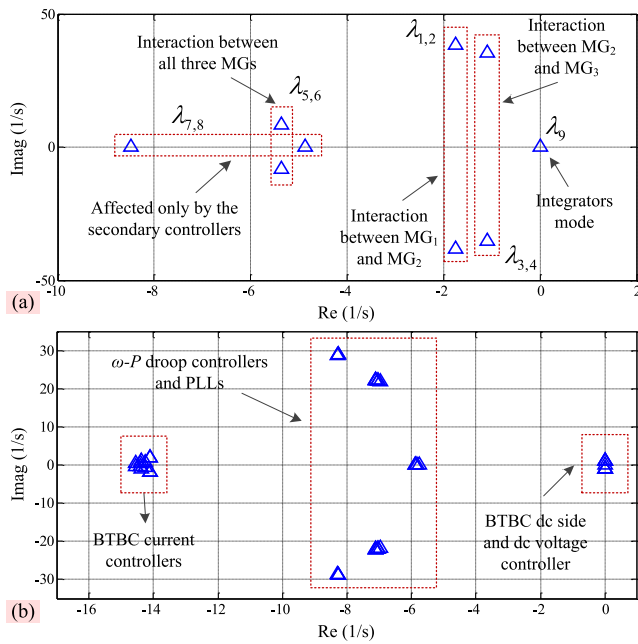 Interaction between
all three MGs
λ1,2
Interaction
between MG2
and MG3
λ5,6
λ7,8
λ9
Affected only by the
secondary controllers
Interaction
between MG1
and MG2
λ3,4
Integrators
mode
50
0
-50
Imag (1/s)
-10 -8 -6 -4 -2 0 2
Re (1/s)
(a)
ω-P droop controllers
and PLLs
BTBC current
controllers
BTBC dc side
and dc voltage
controller
30
20
10
0
-10
-20
-30
Imag (1/s)
-16 -14 -12 -10 -8 -6 -4 -2 0
Re (1/s)
(b)